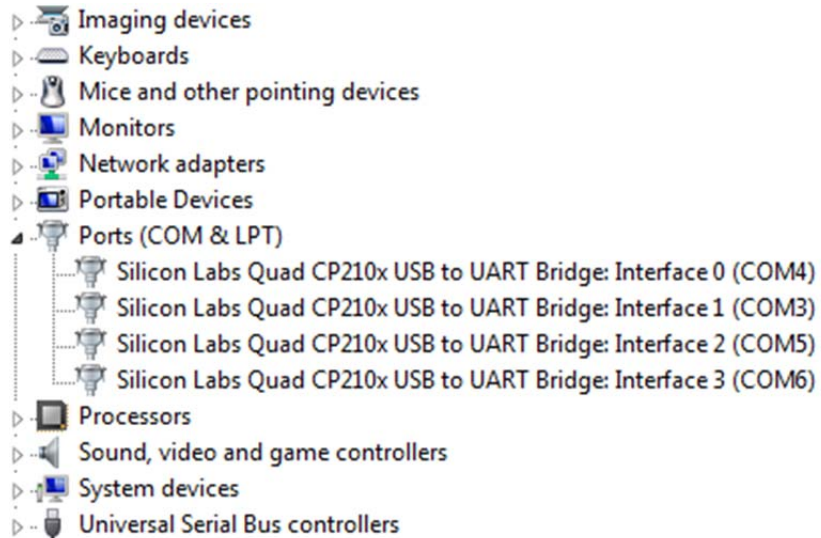 Imaging devices
Keyboards
Mice and other pointing devices
Monitors
Network adapters
Portable Devices
Ports (COM & LPT)
Silicon Labs Quad CP210x USB to UART Bridge: Interface 0 (COM4)
Silicon Labs Quad CP210x USB to UART Bridge: Interface 1 (COM3)
Silicon Labs Quad CP210x USB to UART Bridge: Interface 2 (COM5)
Silicon Labs Quad CP210x USB to UART Bridge: Interface 3 (COM6)
Processors
Sound, video and game controllers
System devices
Universal Serial Bus controllers